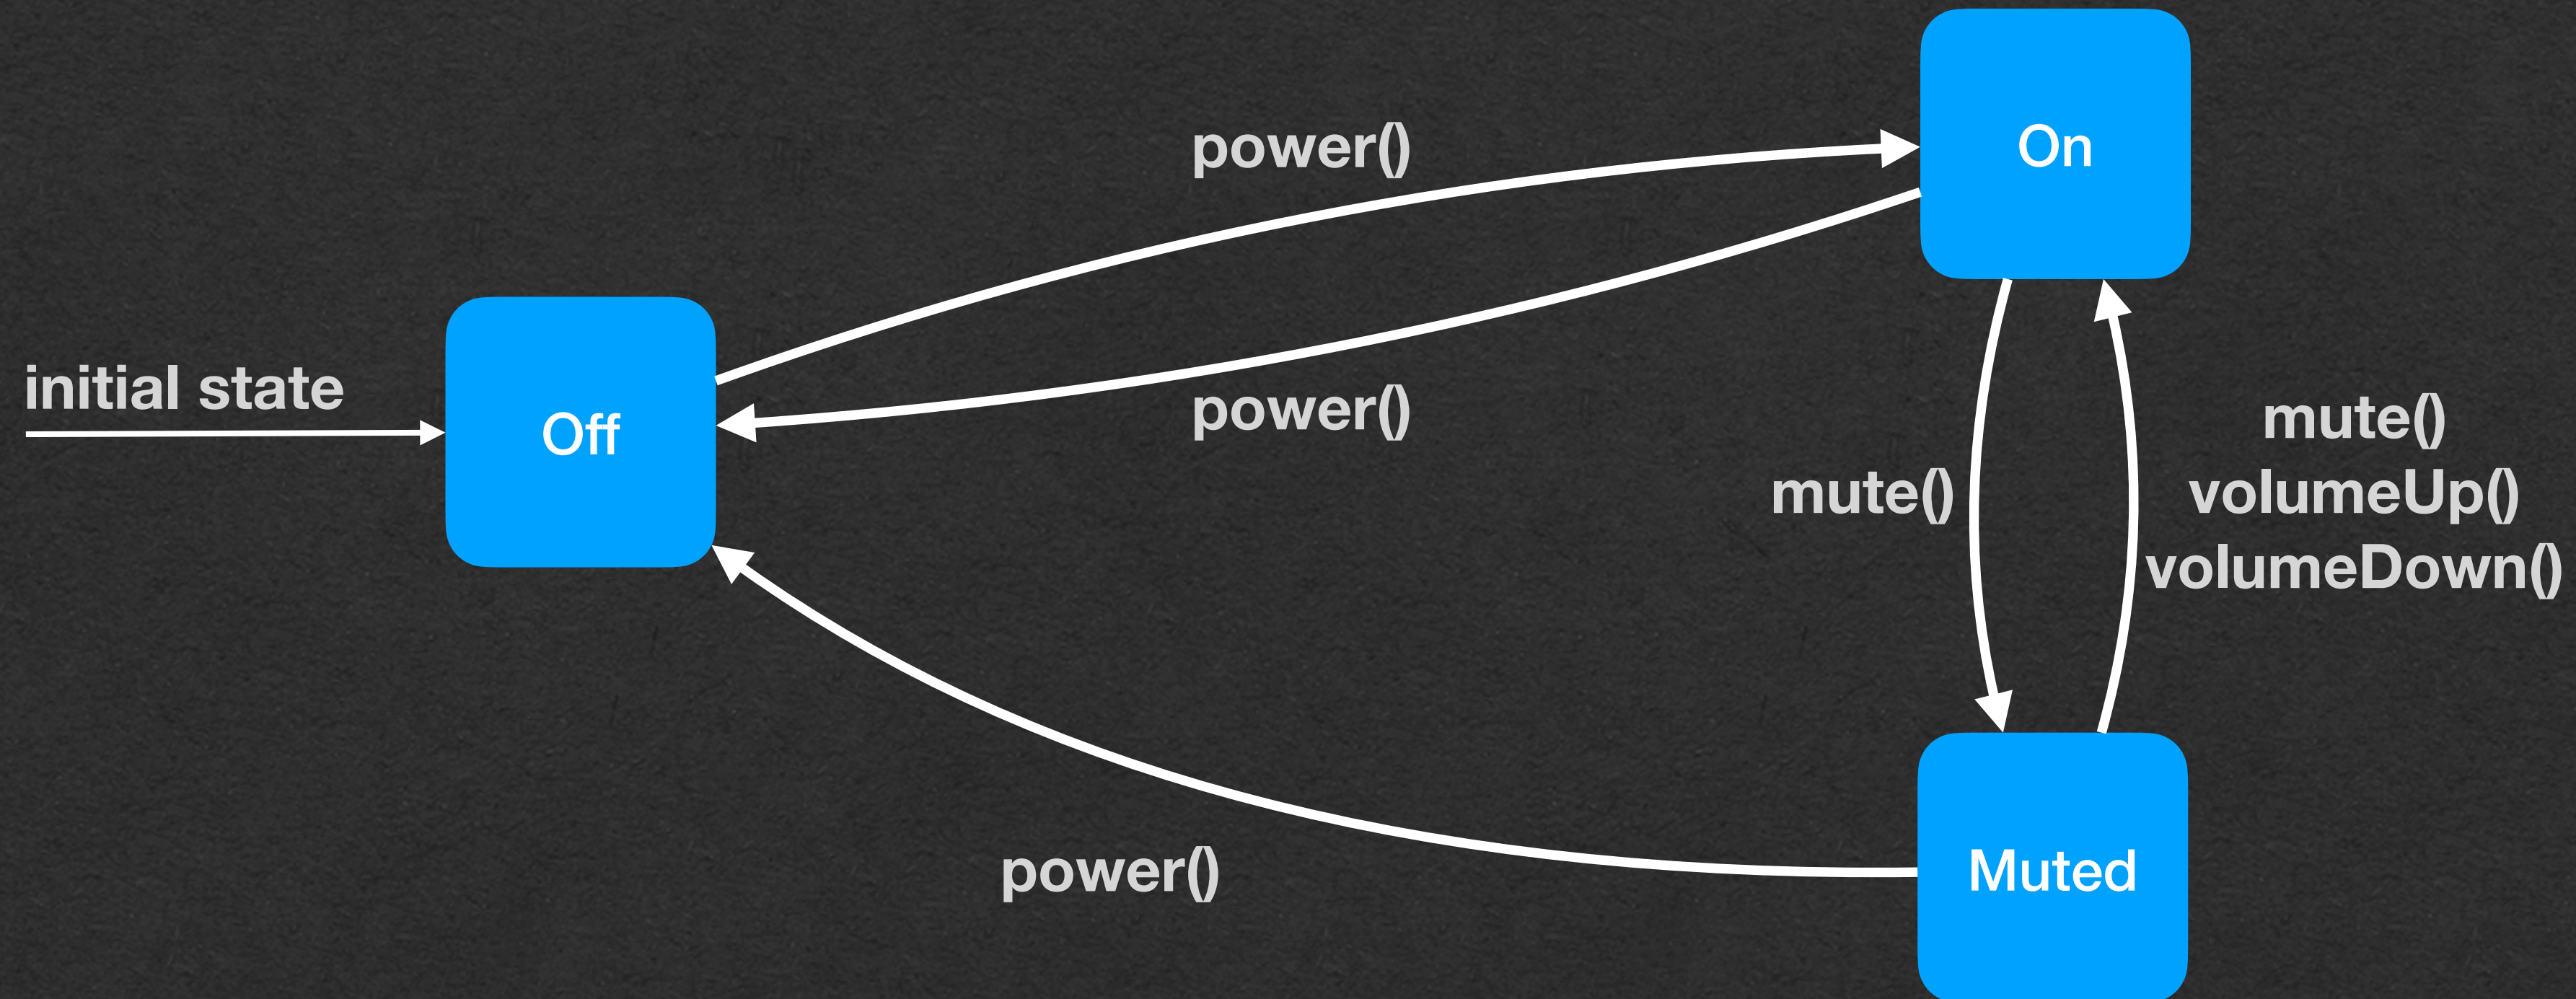 On
power()
initial state
Off
power()
mute()
mute()
volumeUp()
volumeDown()
power()
Muted